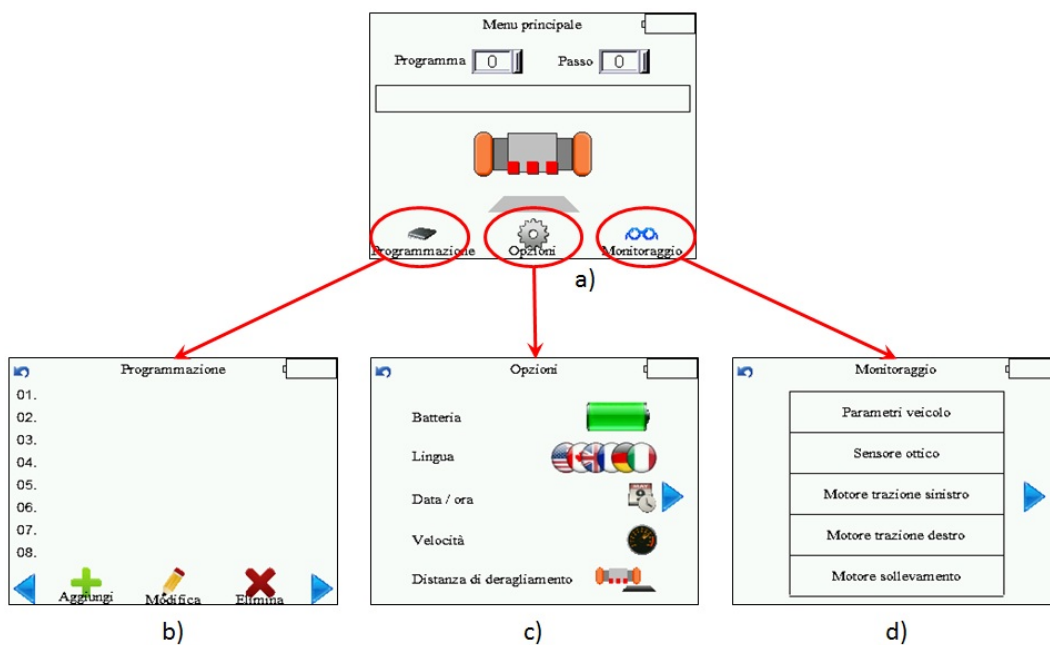 Menu principale
Programma 0 Passo 0
Programmazione Opzioni Monitoraggio
a)
Programmazione
01.
02.
03.
04.
05.
06.
07.
08.
Aggiungi Modifica Elimina
b)
Opzioni
Batteria
Lingua
Data / ora
Velocità
Distanza di deragliamento
c)
Monitoraggio
Parametri veicolo
Sensore ottico
Motore trazione sinistro
Motore trazione destro
Motore sollevamento
d)